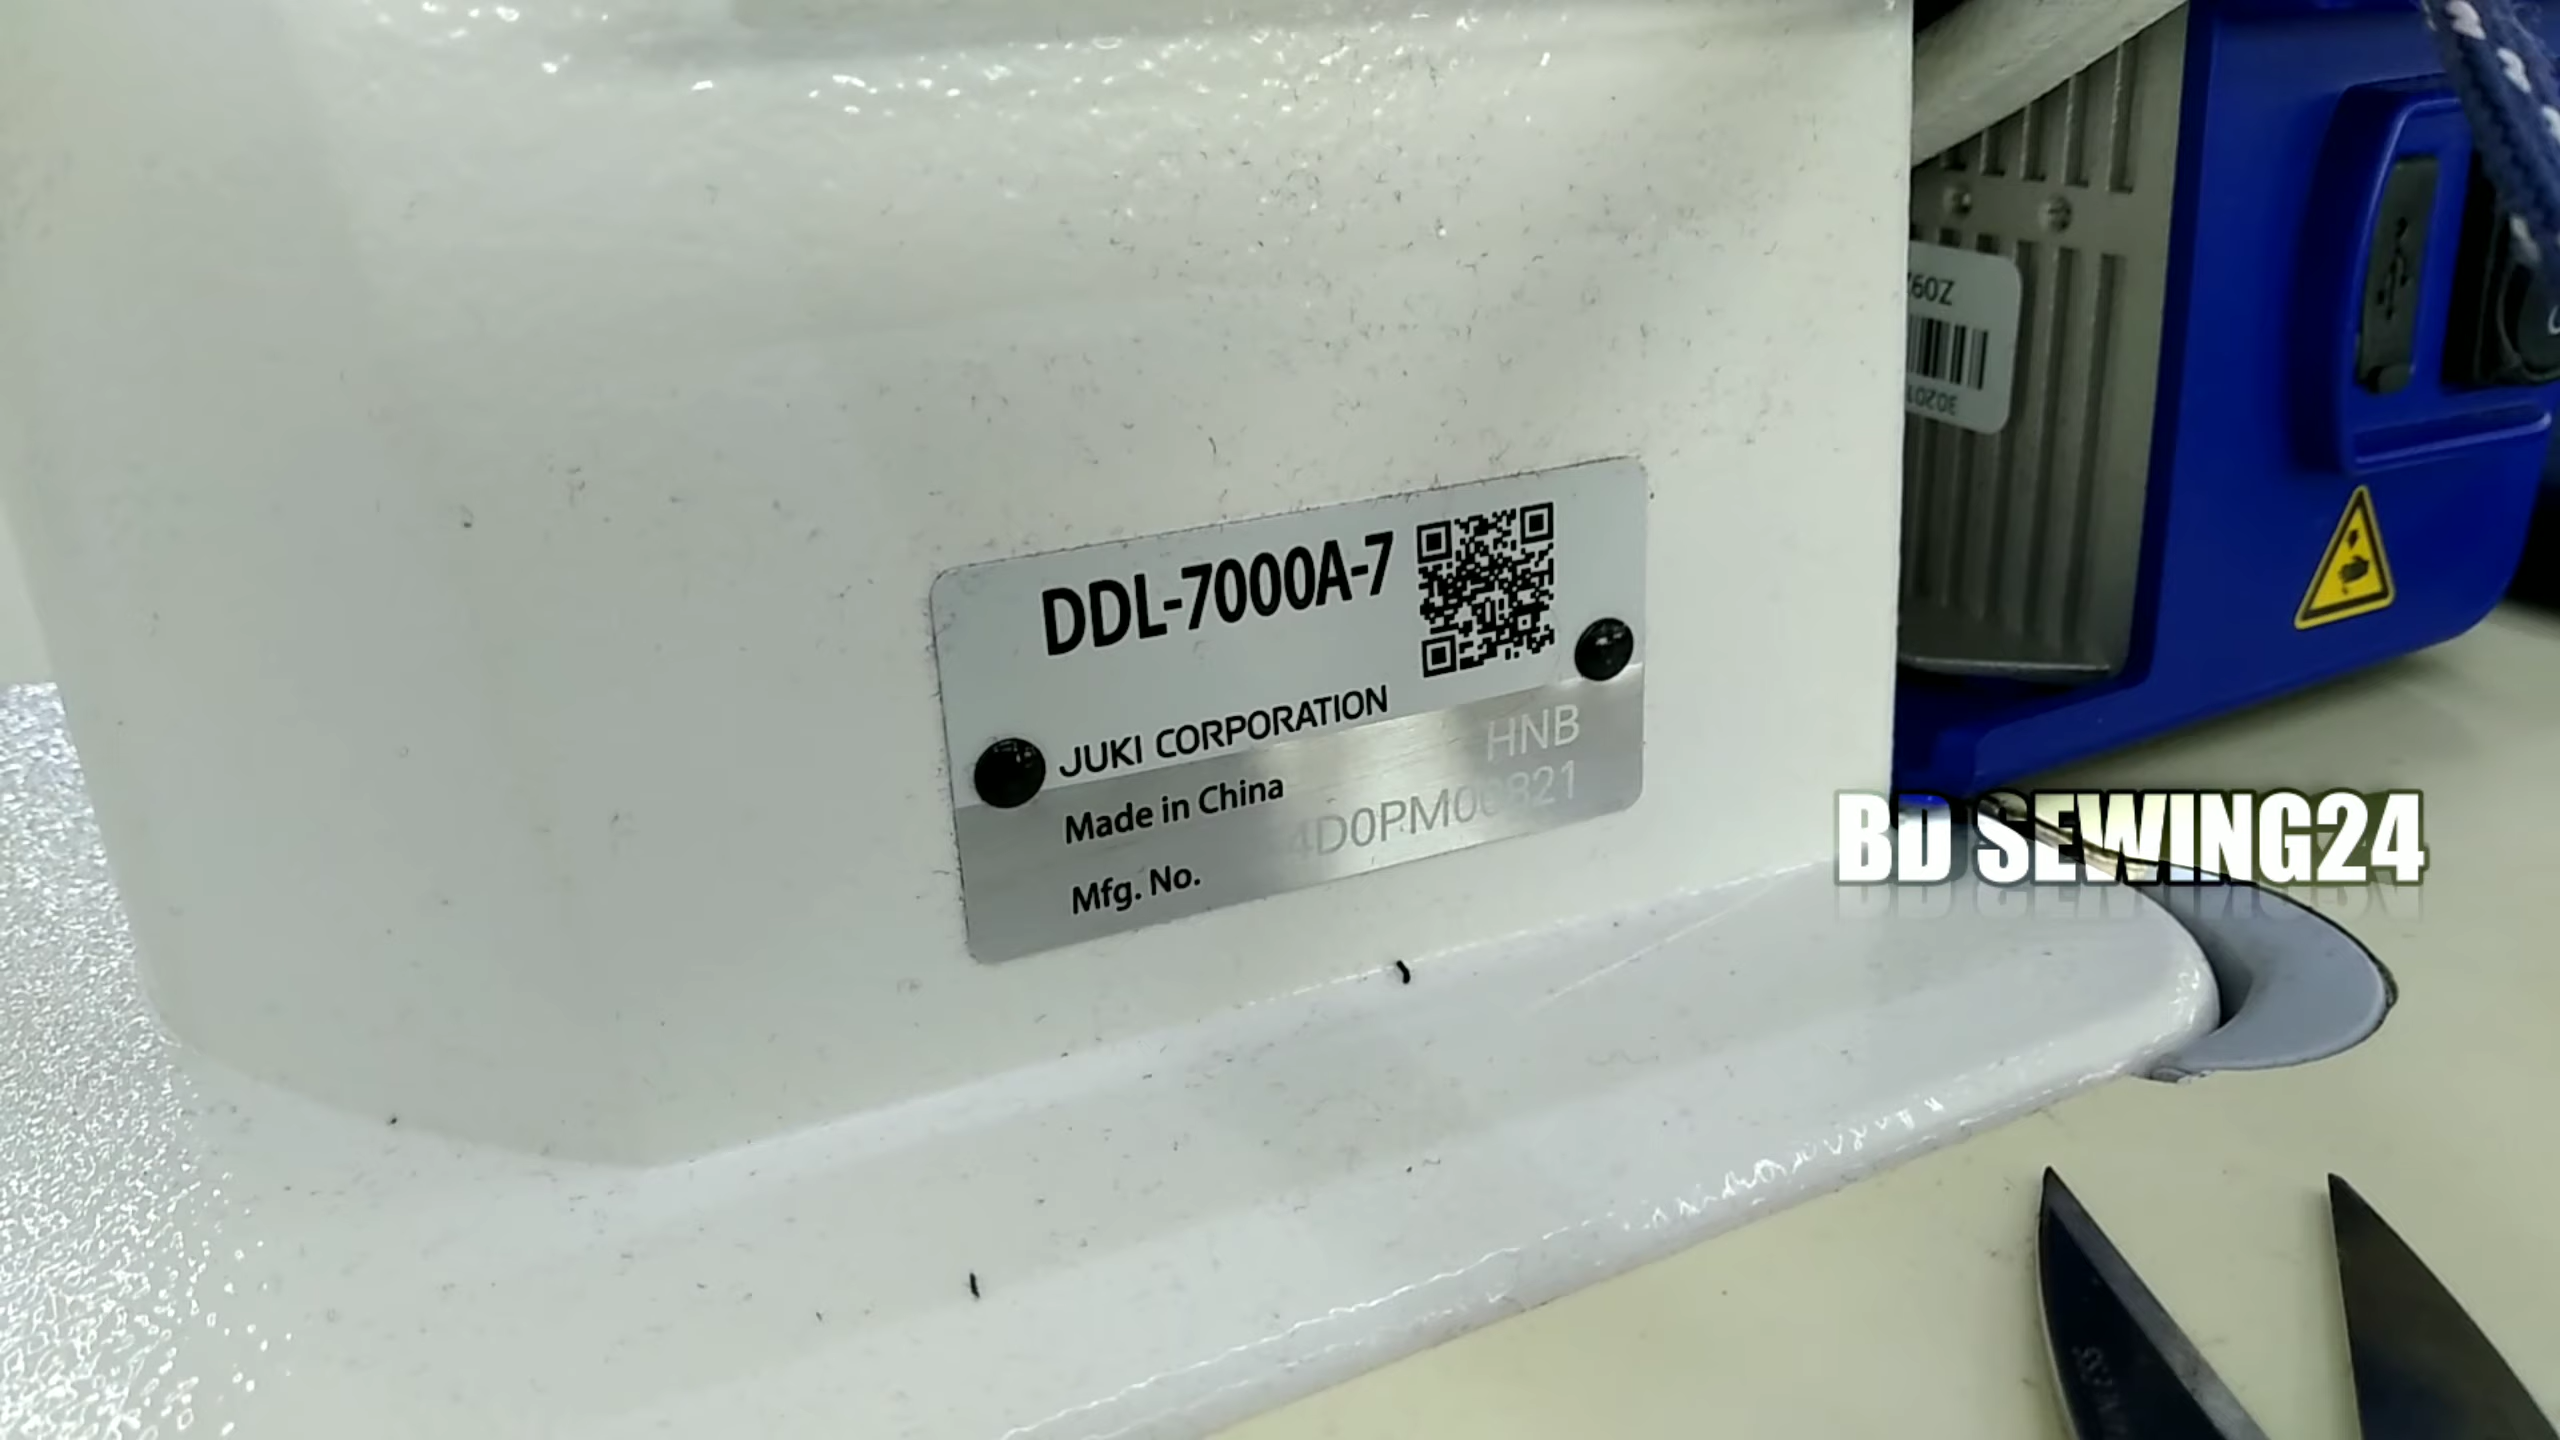 DDL-7000A-7
JUKI CORPORATION
HNB
Made in China
Mfg. No.
BD SEWING24